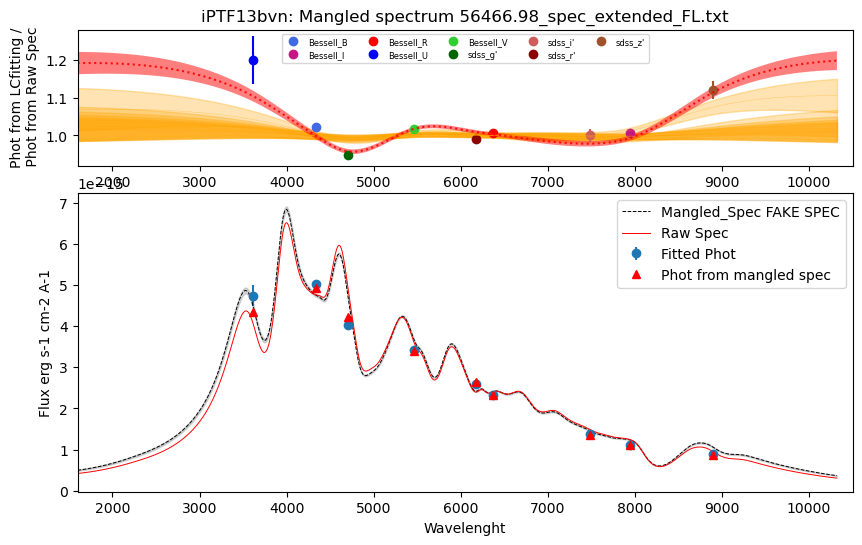 iPTF13bvn: Mangled spectrum 56466.98_spec_extended_FL.txt
Phot from LCfitting /
Phot from Raw Spec
1.2
1.1
1.0
Bessell_B
Bessell_I
Bessell_R
Bessell_U
Bessell_V
sdss_g'
sdss_i'
sdss_r'
sdss_z'
2000 3000 4000 5000 6000 7000 8000 9000 10000
1e−15
Flux erg s-1 cm-2 A-1
7
6
5
4
3
2
1
0
Mangled_Spec FAKE SPEC
Raw Spec
Fitted Phot
Phot from mangled spec
2000 3000 4000 5000 6000 7000 8000 9000 10000
Wavelenght